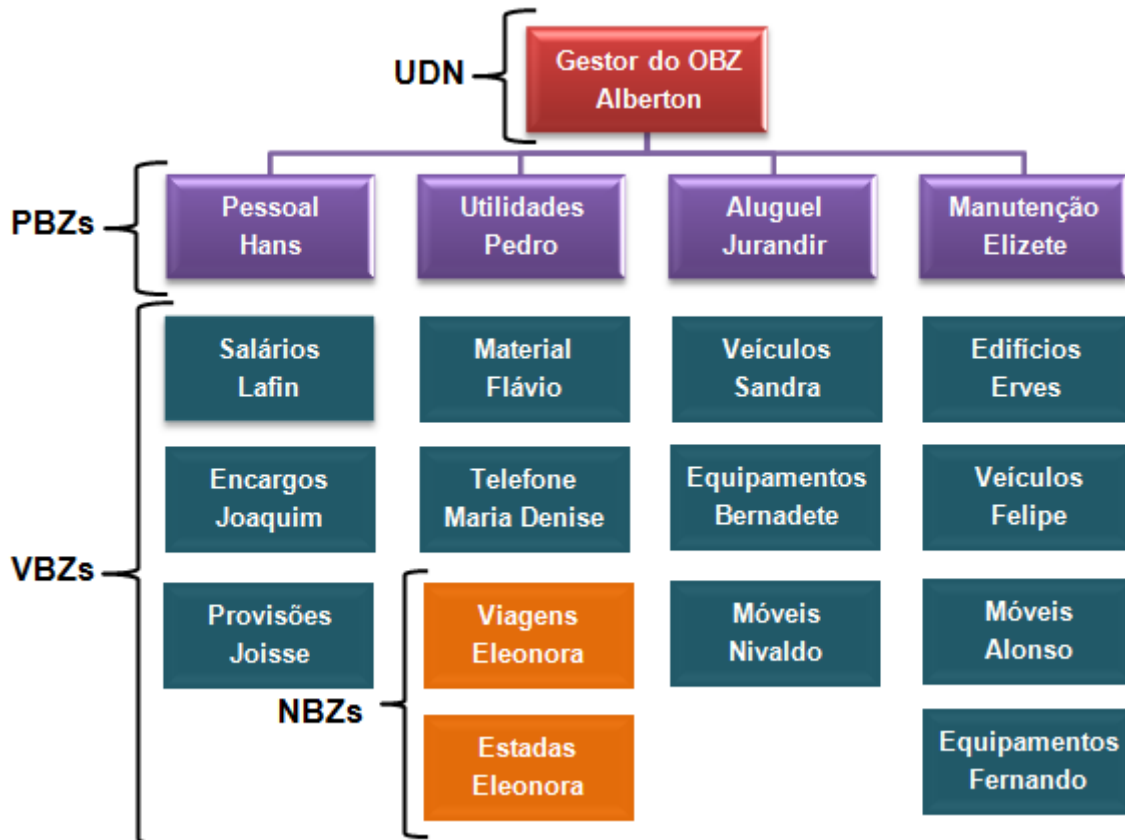 UDN
Gestor do OBZ
Alberton
PBZs
Pessoal
Hans
Utilidades
Pedro
Aluguel
Jurandir
Manutenção
Elizete
VBZs
Salários
Lafin
Material
Flávio
Veículos
Sandra
Edifícios
Erves
Encargos
Joaquim
Telefone
Maria Denise
Equipamentos
Bernadete
Veículos
Felipe
Provisões
Joisse
NBZs
Viagens
Eleonora
Móveis
Nivaldo
Móveis
Alonso
Estadas
Eleonora
Equipamentos
Fernando